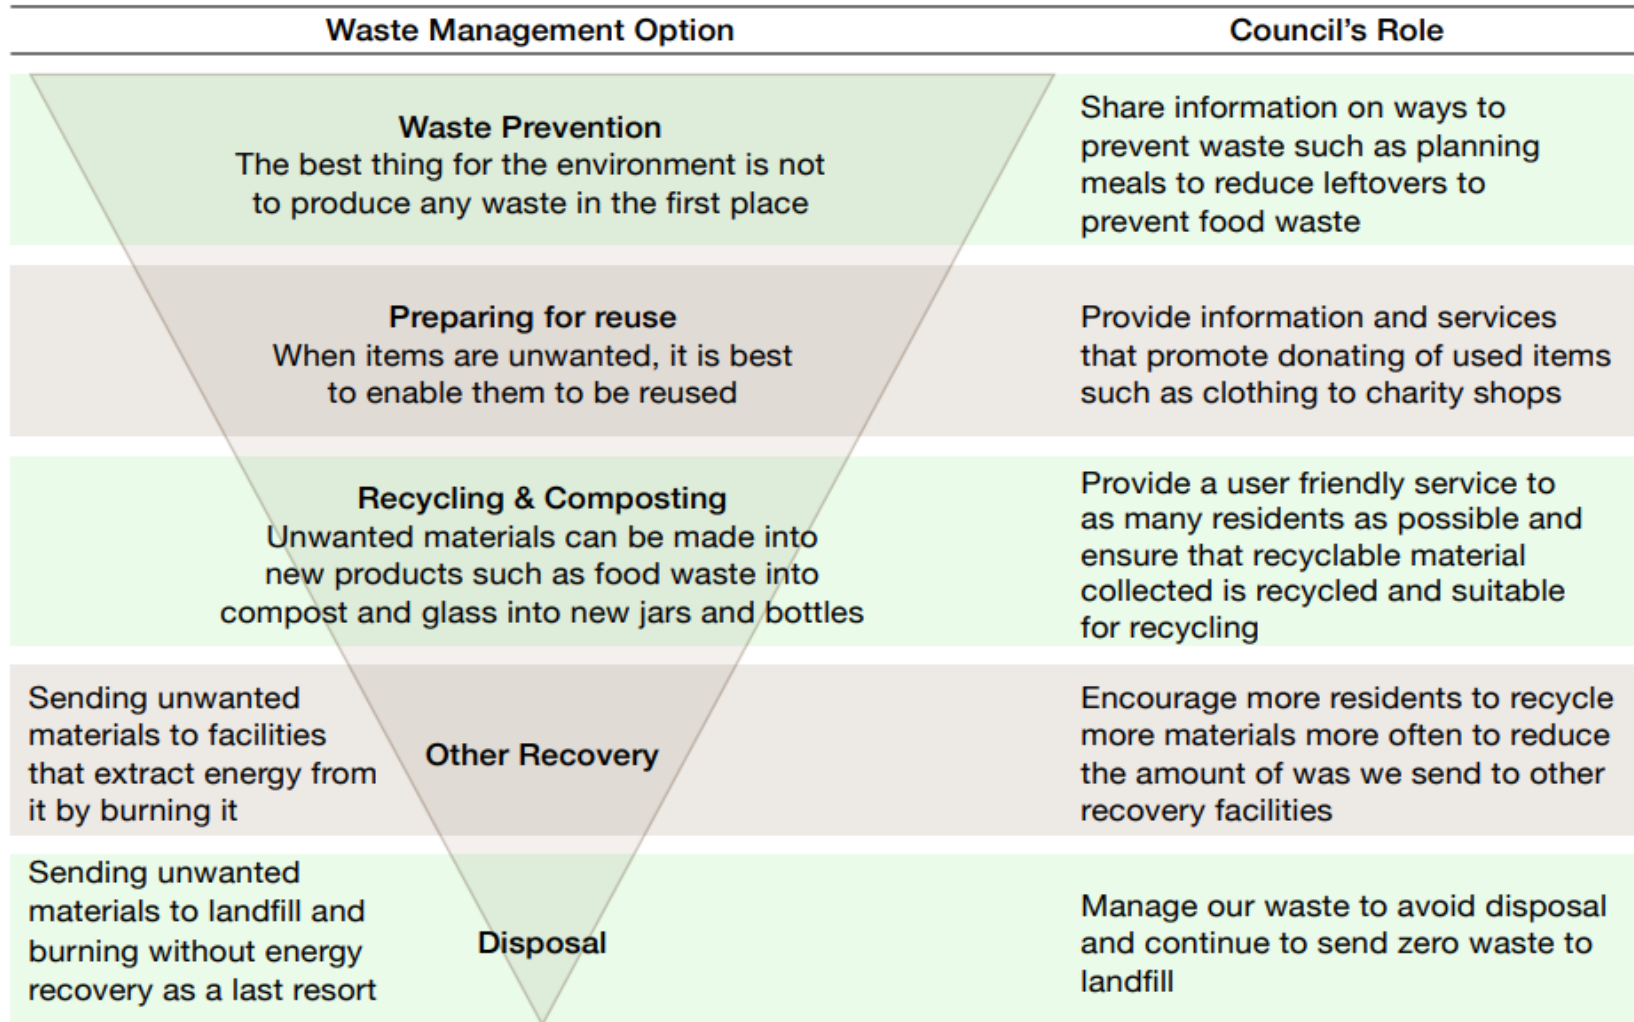 Waste Management Option
Council's Role
Waste Prevention
The best thing for the environment is not
to produce any waste in the first place
Share information on ways to
prevent waste such as planning
meals to reduce leftovers to
prevent food waste
Preparing for reuse
When items are unwanted, it is best
to enable them to be reused
Provide information and services
that promote donating of used items
such as clothing to charity shops
Recycling & Composting
Unwanted materials can be made into
new products such as food waste into
compost and glass into new jars and bottles
Provide a user friendly service to
as many residents as possible and
ensure that recyclable material
collected is recycled and suitable
for recycling
Sending unwanted
materials to facilities
that extract energy from
it by burning it
Other Recovery
Encourage more residents to recycle
more materials more often to reduce
the amount of was we send to other
recovery facilities
Sending unwanted
materials to landfill and
burning without energy
recovery as a last resort
Disposal
Manage our waste to avoid disposal
and continue to send zero waste to
landfill